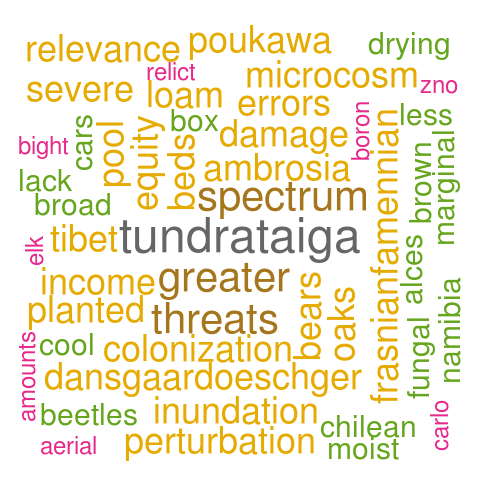 relevance
poukawa
drying
relict
microcosm
zno
severe
loam
errors
boron
less
bight
cars
pool
equity
beds
box
damage
frasnianfamennian
brown
marginal
lack
ambrosia
broad
spectrum
elk
tibet
tundrataiga
alces
income
greater
bears
oaks
fungal
namibia
planted
threats
amounts
cool
colonization
dansgaardoeschger
beetles
inundation
chilean
carlo
aerial
perturbation
moist